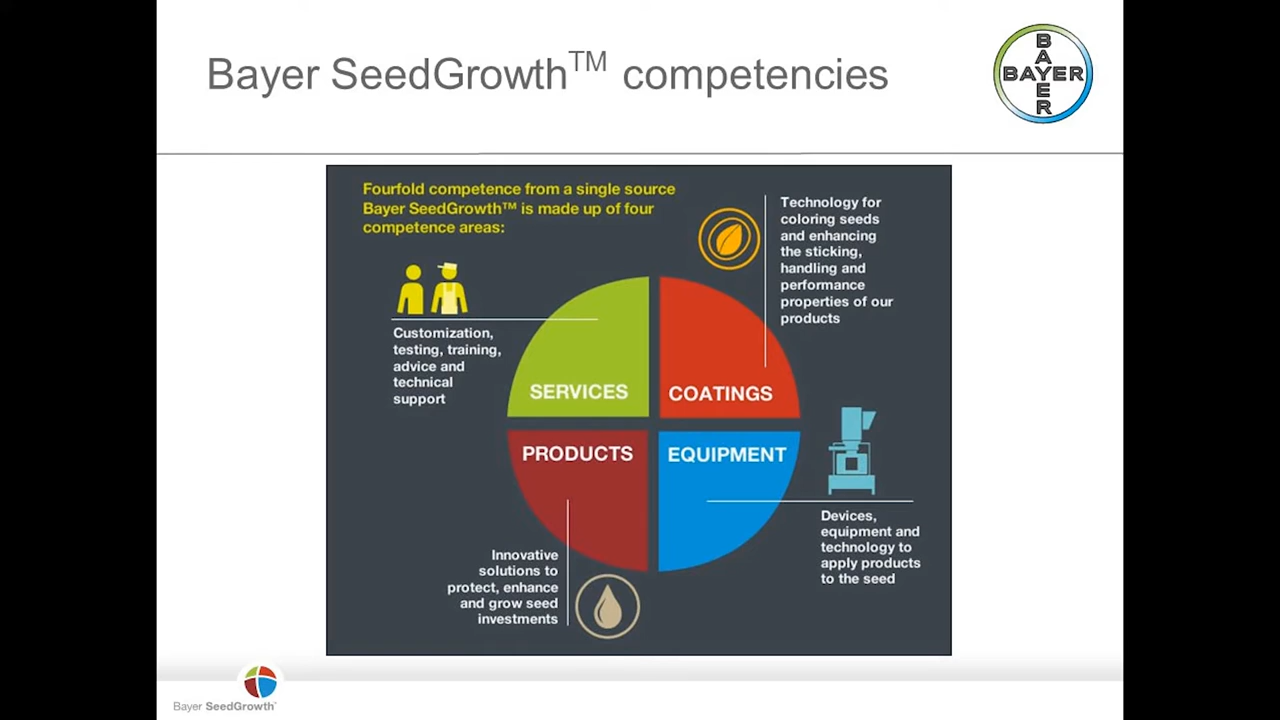 Bayer SeedGrowth™ competencies
BAYER
BAYER
Fourfold competence from a single source
Bayer SeedGrowth™ is made up of four
competence areas:
Technology for
coloring seeds
and enhancing
the sticking,
handling and
performance
properties of our
products
Customization,
testing, training,
advice and
technical
support
SERVICES
COATINGS
PRODUCTS
EQUIPMENT
Devices,
equipment and
technology to
apply products
to the seed
Innovative
solutions to
protect, enhance
and grow seed
investments
Bayer SeedGrowth™